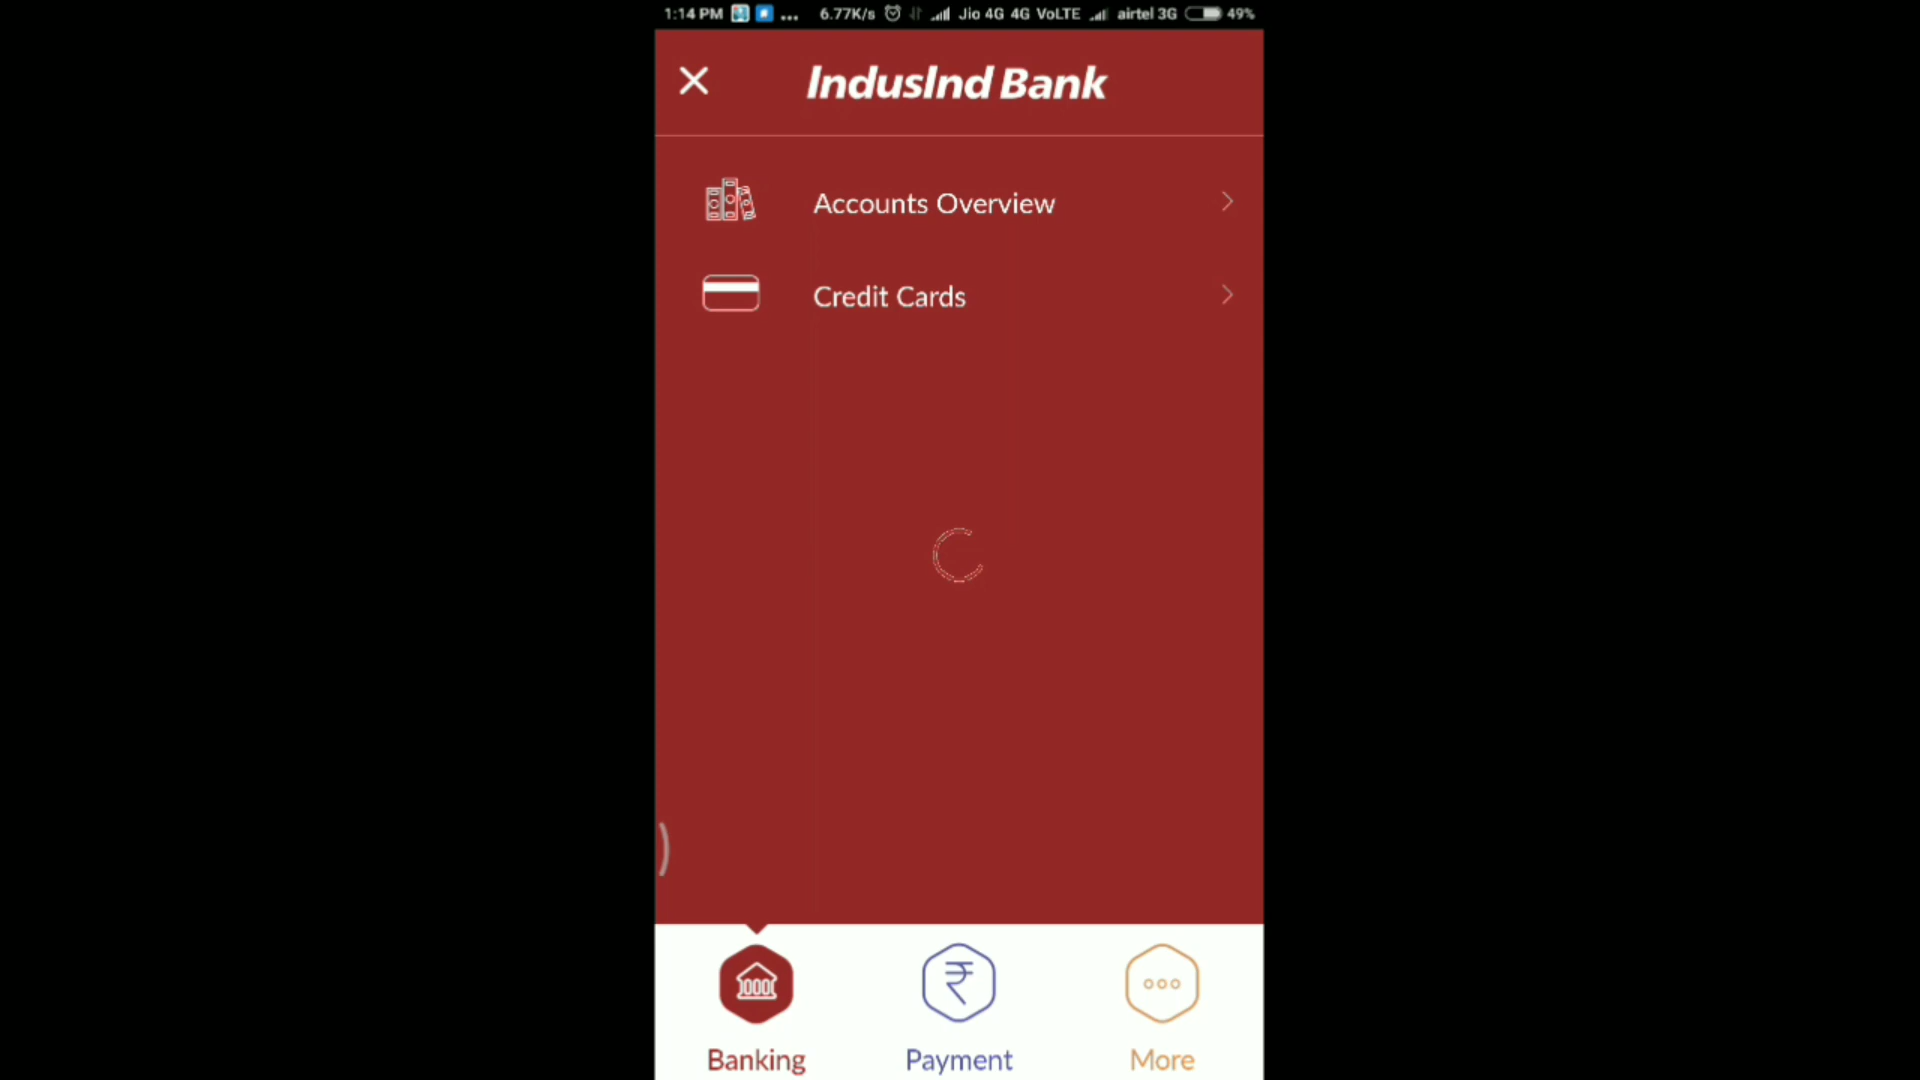 1:14 PM ... 6.77K/s Jio 4G 4G VoLTE airtel 3G 49%
IndusInd Bank
Accounts Overview
Credit Cards
Banking
Payment
More